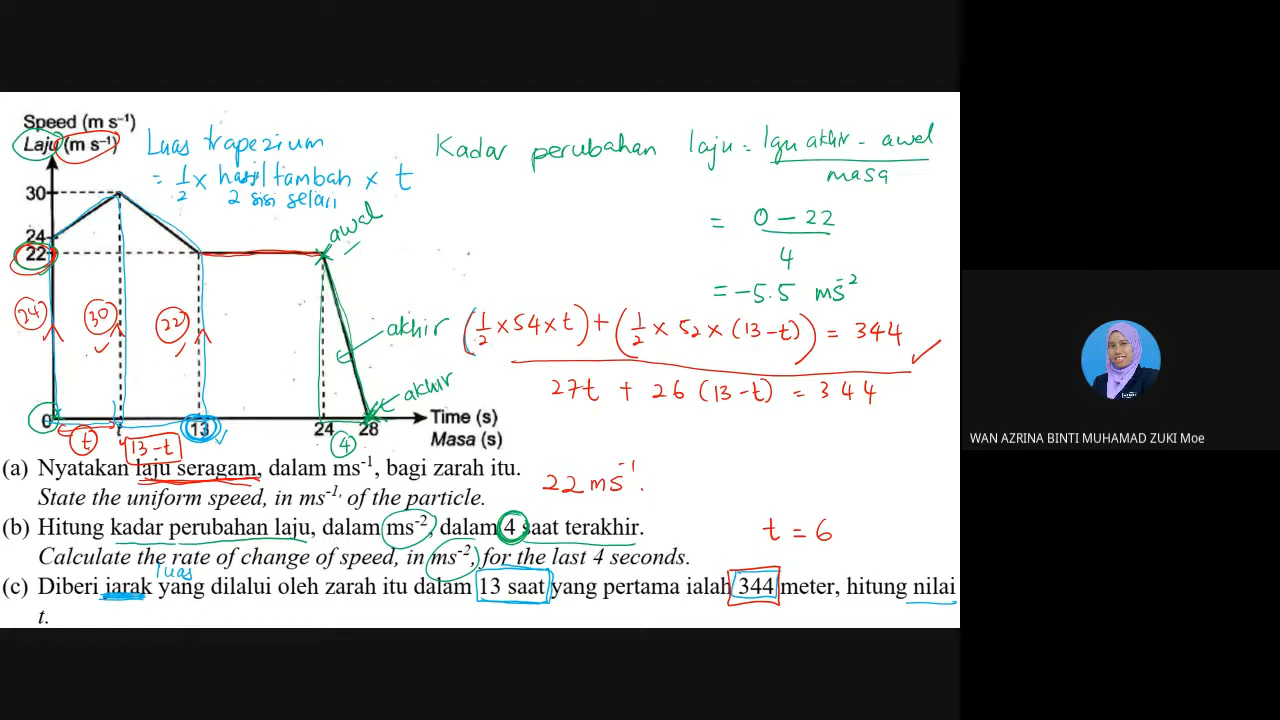 Speed (m s⁻¹)
Laju (m s⁻¹)
Luas trapezium
= 1/2 × hasil tambah × t
2 sisi selari
Kadar perubahan laju = laju akhir - awal
masa
= 0 - 22
4
= -5.5 ms⁻²
30
24
22
0
awal
24
30
22
akhir
akhir
(1/2 × 54 × t) + (1/2 × 52 × (13-t)) = 344
27t + 26 (13-t) = 344
t
13
24
28
Time (s)
Masa (s)
t
13-t
4
(a) Nyatakan laju seragam, dalam ms⁻¹, bagi zarah itu.
State the uniform speed, in ms⁻¹, of the particle.
22 ms⁻¹.
(b) Hitung kadar perubahan laju, dalam ms⁻², dalam 4 saat terakhir.
Calculate the rate of change of speed, in ms⁻², for the last 4 seconds.
t = 6
luas
(c) Diberi jarak yang dilalui oleh zarah itu dalam 13 saat yang pertama ialah 344 meter, hitung nilai
t.
WAN AZRINA BINTI MUHAMAD ZUKI Moe